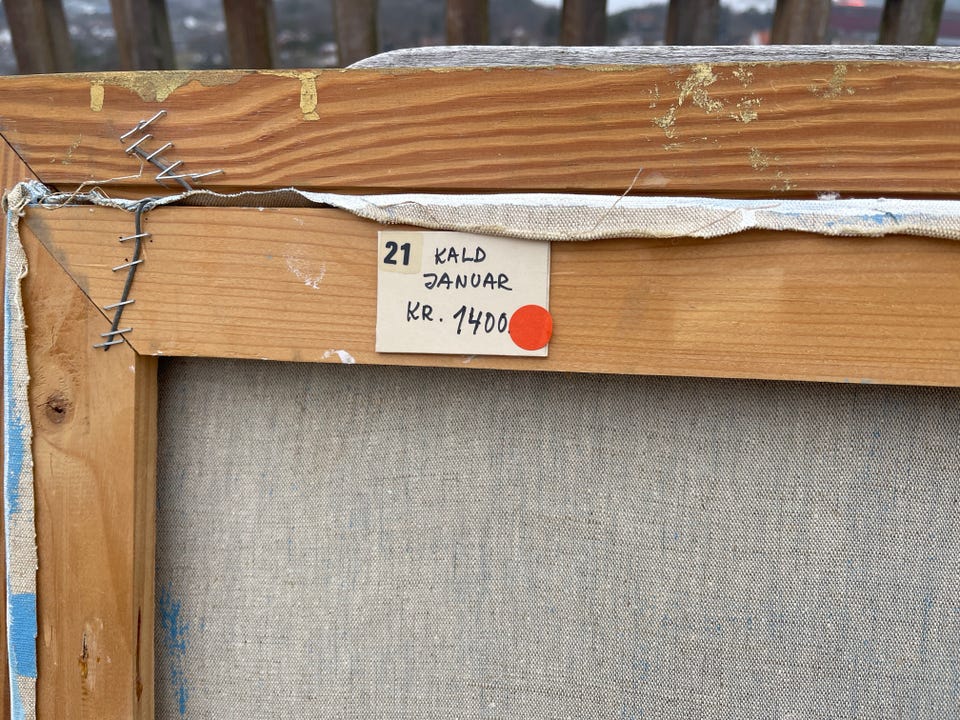 21 KALD
JANUAR
KR. 1400.